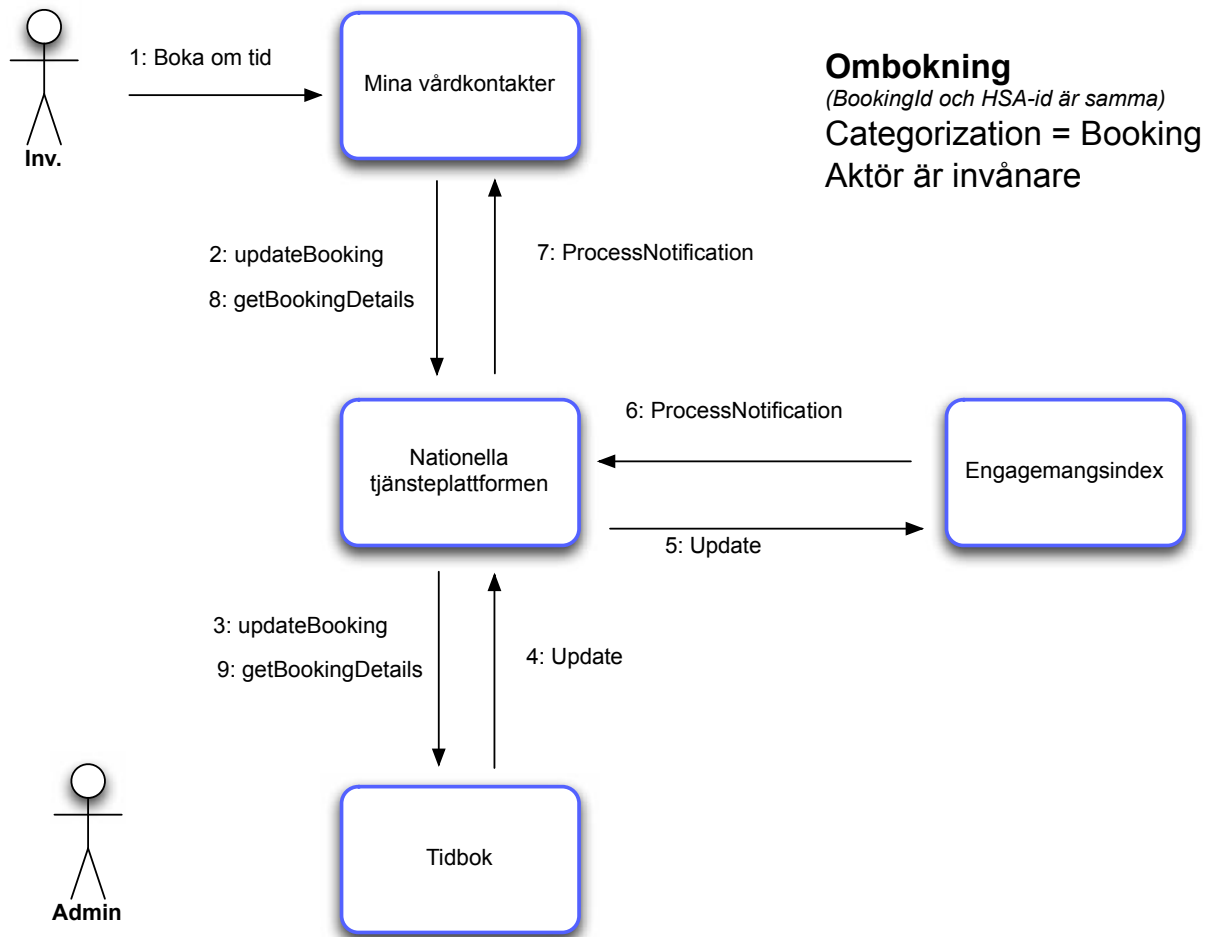 1: Boka om tid
Inv.
Mina vårdkontakter
Ombokning
(BookingId och HSA-id är samma)
Categorization = Booking
Aktör är invånare
2: updateBooking
8: getBookingDetails
7: ProcessNotification
6: ProcessNotification
Nationella
tjänsteplattformen
Engagemangsindex
5: Update
3: updateBooking
9: getBookingDetails
4: Update
Tidbok
Admin